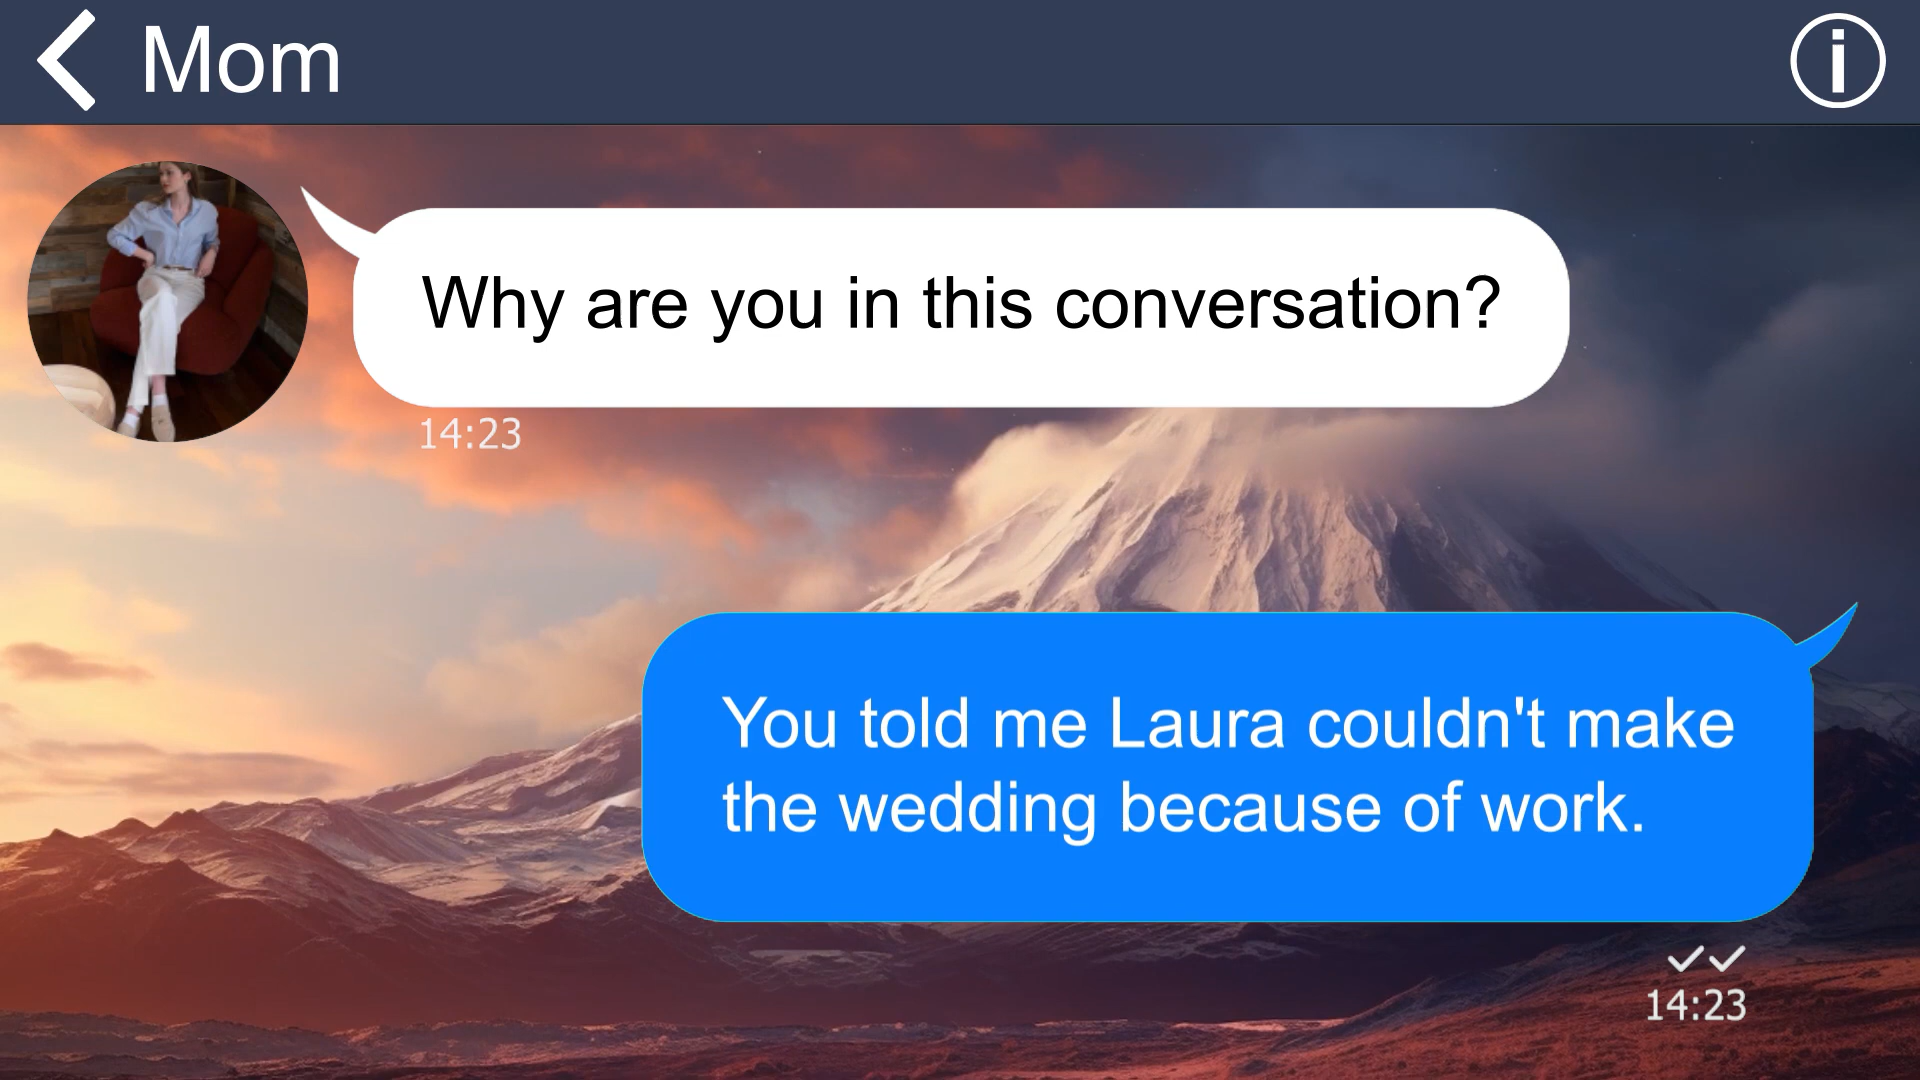 Mom
Why are you in this conversation?
14:23
You told me Laura couldn't make
the wedding because of work.
14:23